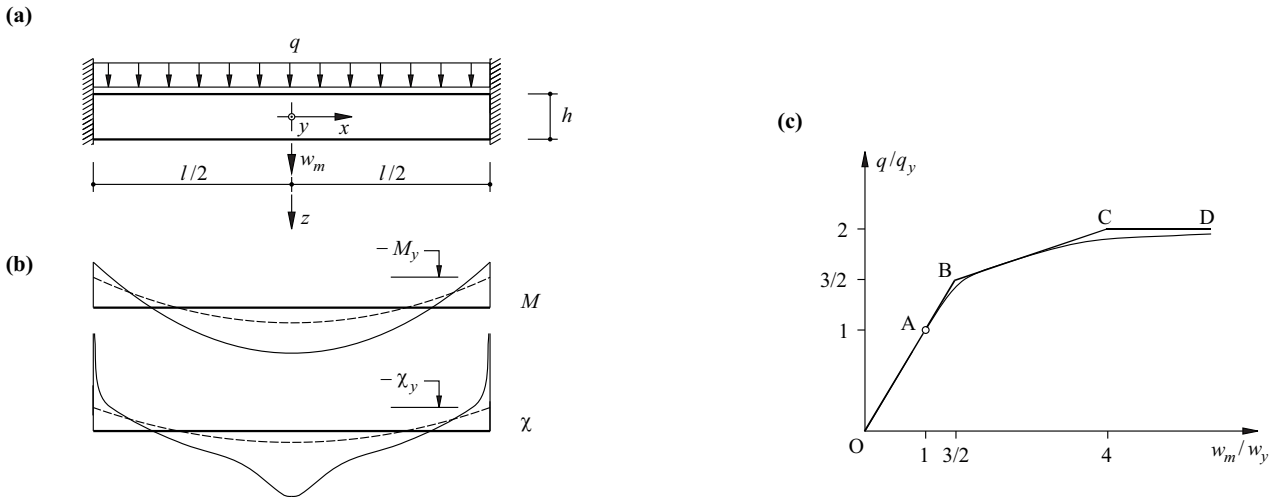 (a)
q
h
y
x
w_m
l/2
l/2
z
(b)
– M_y
M
– χ_y
χ
(c)
q/q_y
C
D
2
B
3/2
A
1
O
1
3/2
4
w_m/w_y